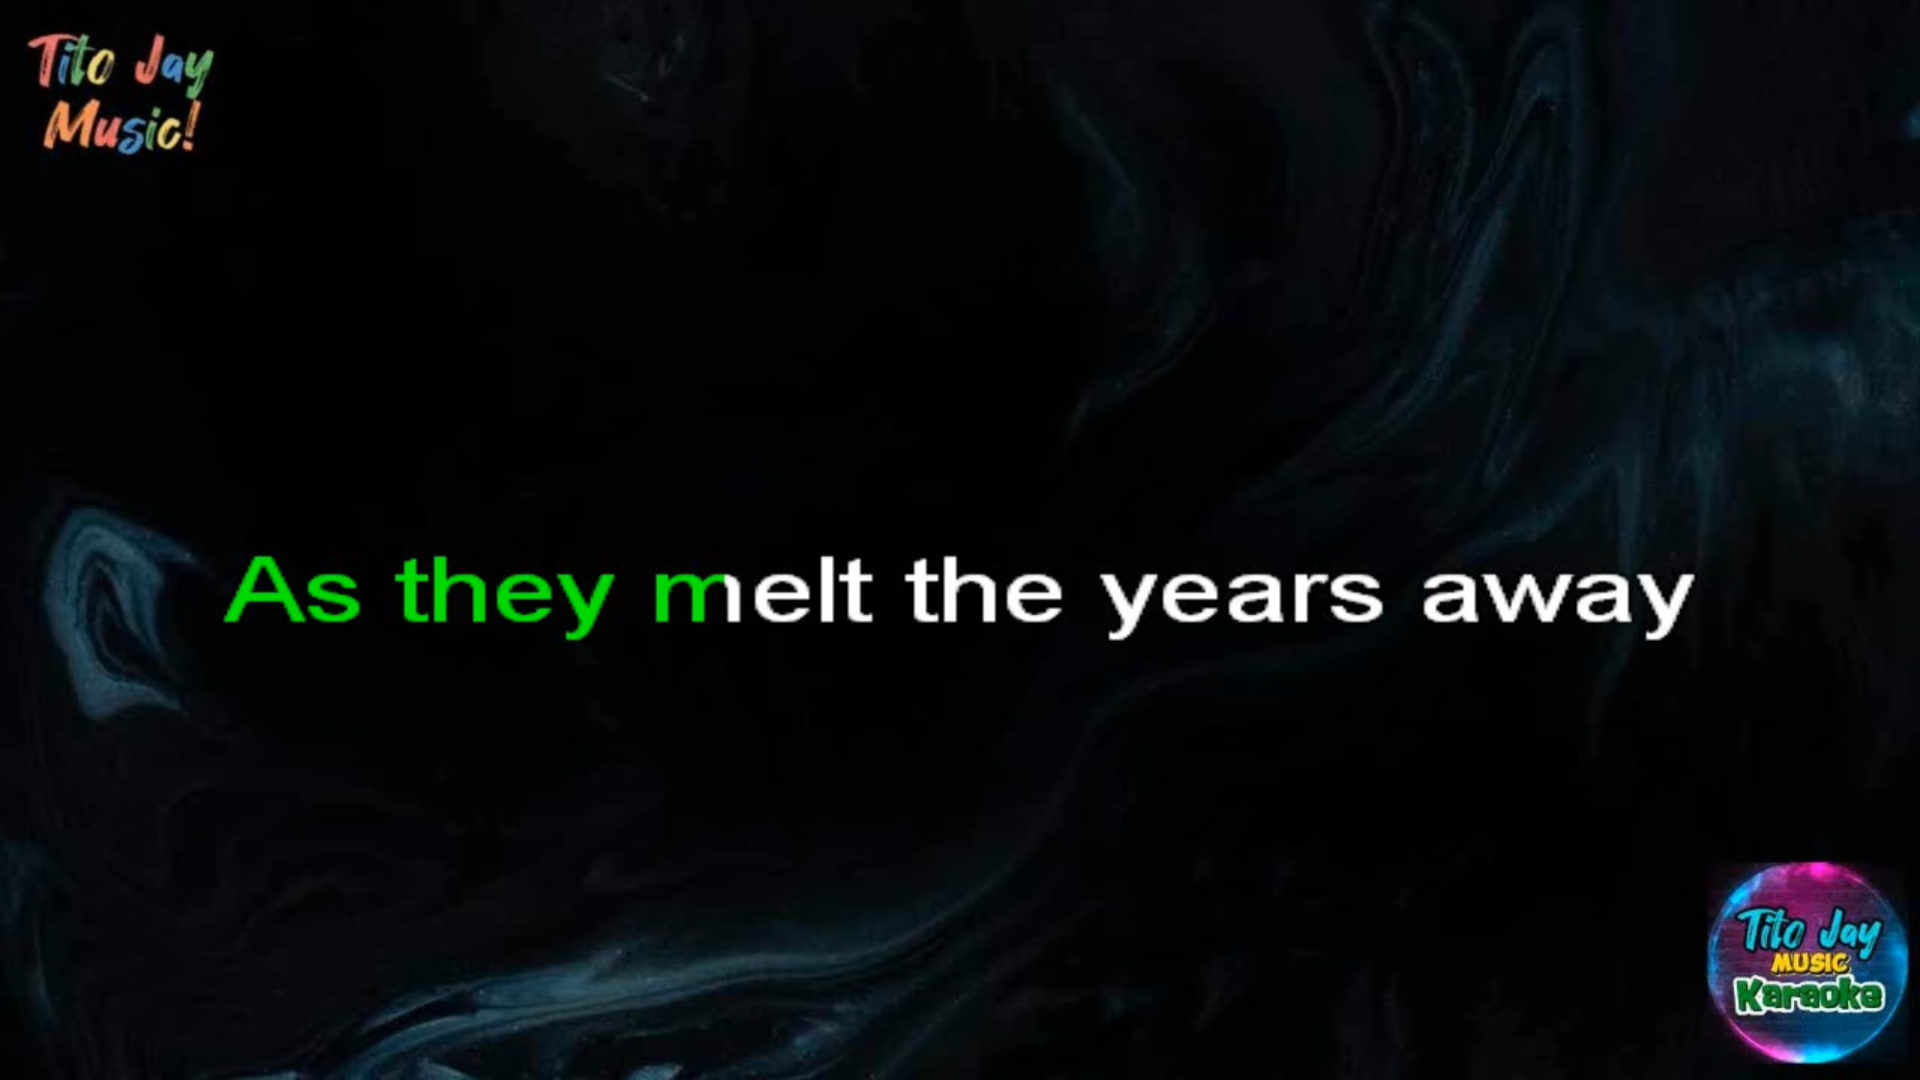 Tito Jay
Music!
As they melt the years away
Tito Jay
MUSIC
Karaoke